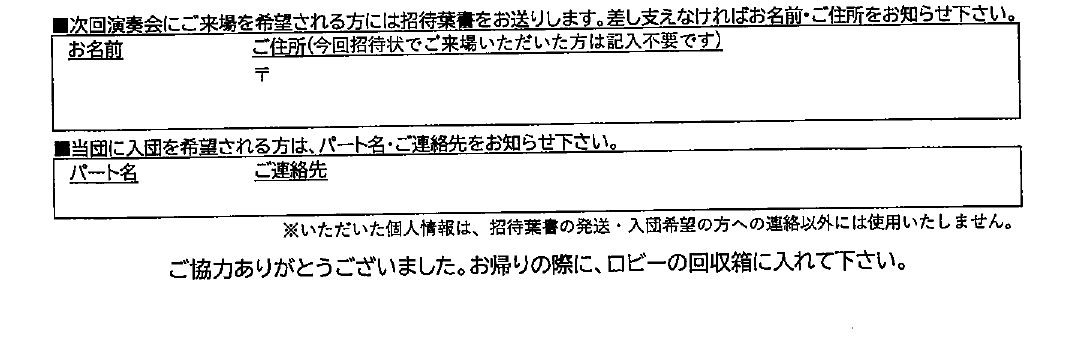 ■次回演奏会にご来場を希望される方には招待葉書をお送りします。差し支えなければお名前・ご住所をお知らせ下さい。
お名前 ご住所(今回招待状でご来場いただいた方は記入不要です)
〒
■当団に入団を希望される方は、パート名・ご連絡先をお知らせ下さい。
パート名 ご連絡先
※いただいた個人情報は、招待葉書の発送・入団希望の方への連絡以外には使用いたしません。
ご協力ありがとうございました。お帰りの際に、ロビーの回収箱に入れて下さい。